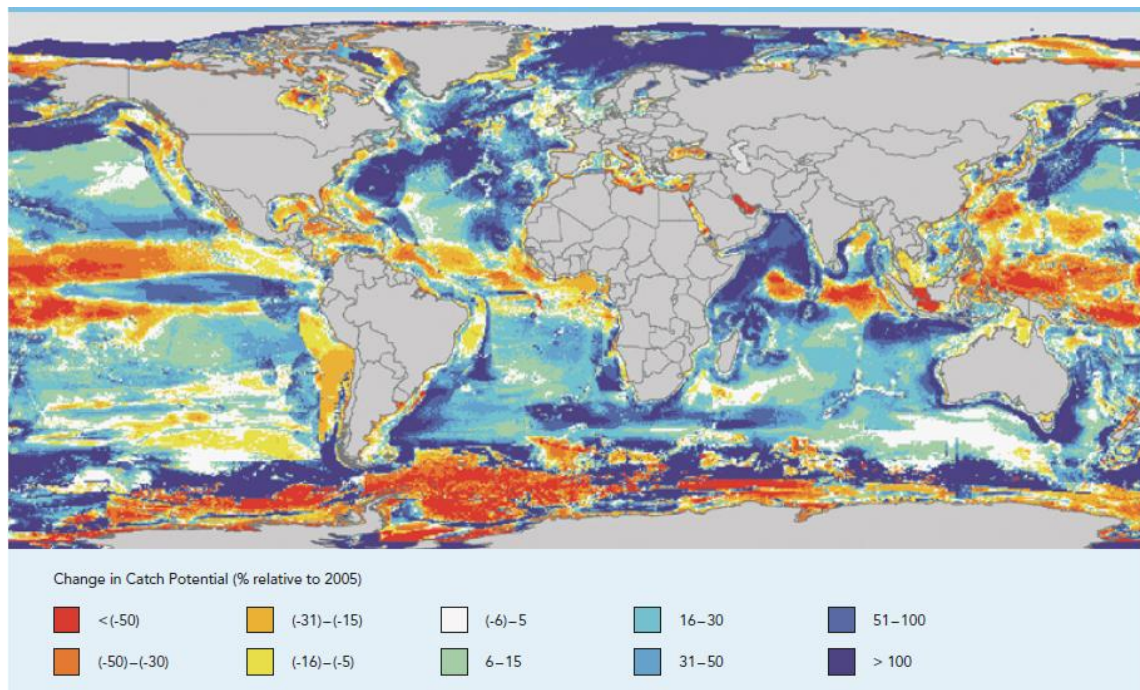 Change in Catch Potential (% relative to 2005)
<(-50) (-31)–(-15) (-6)–5 16–30 51–100
(-50)–(-30) (-16)–(-5) 6–15 31–50 > 100